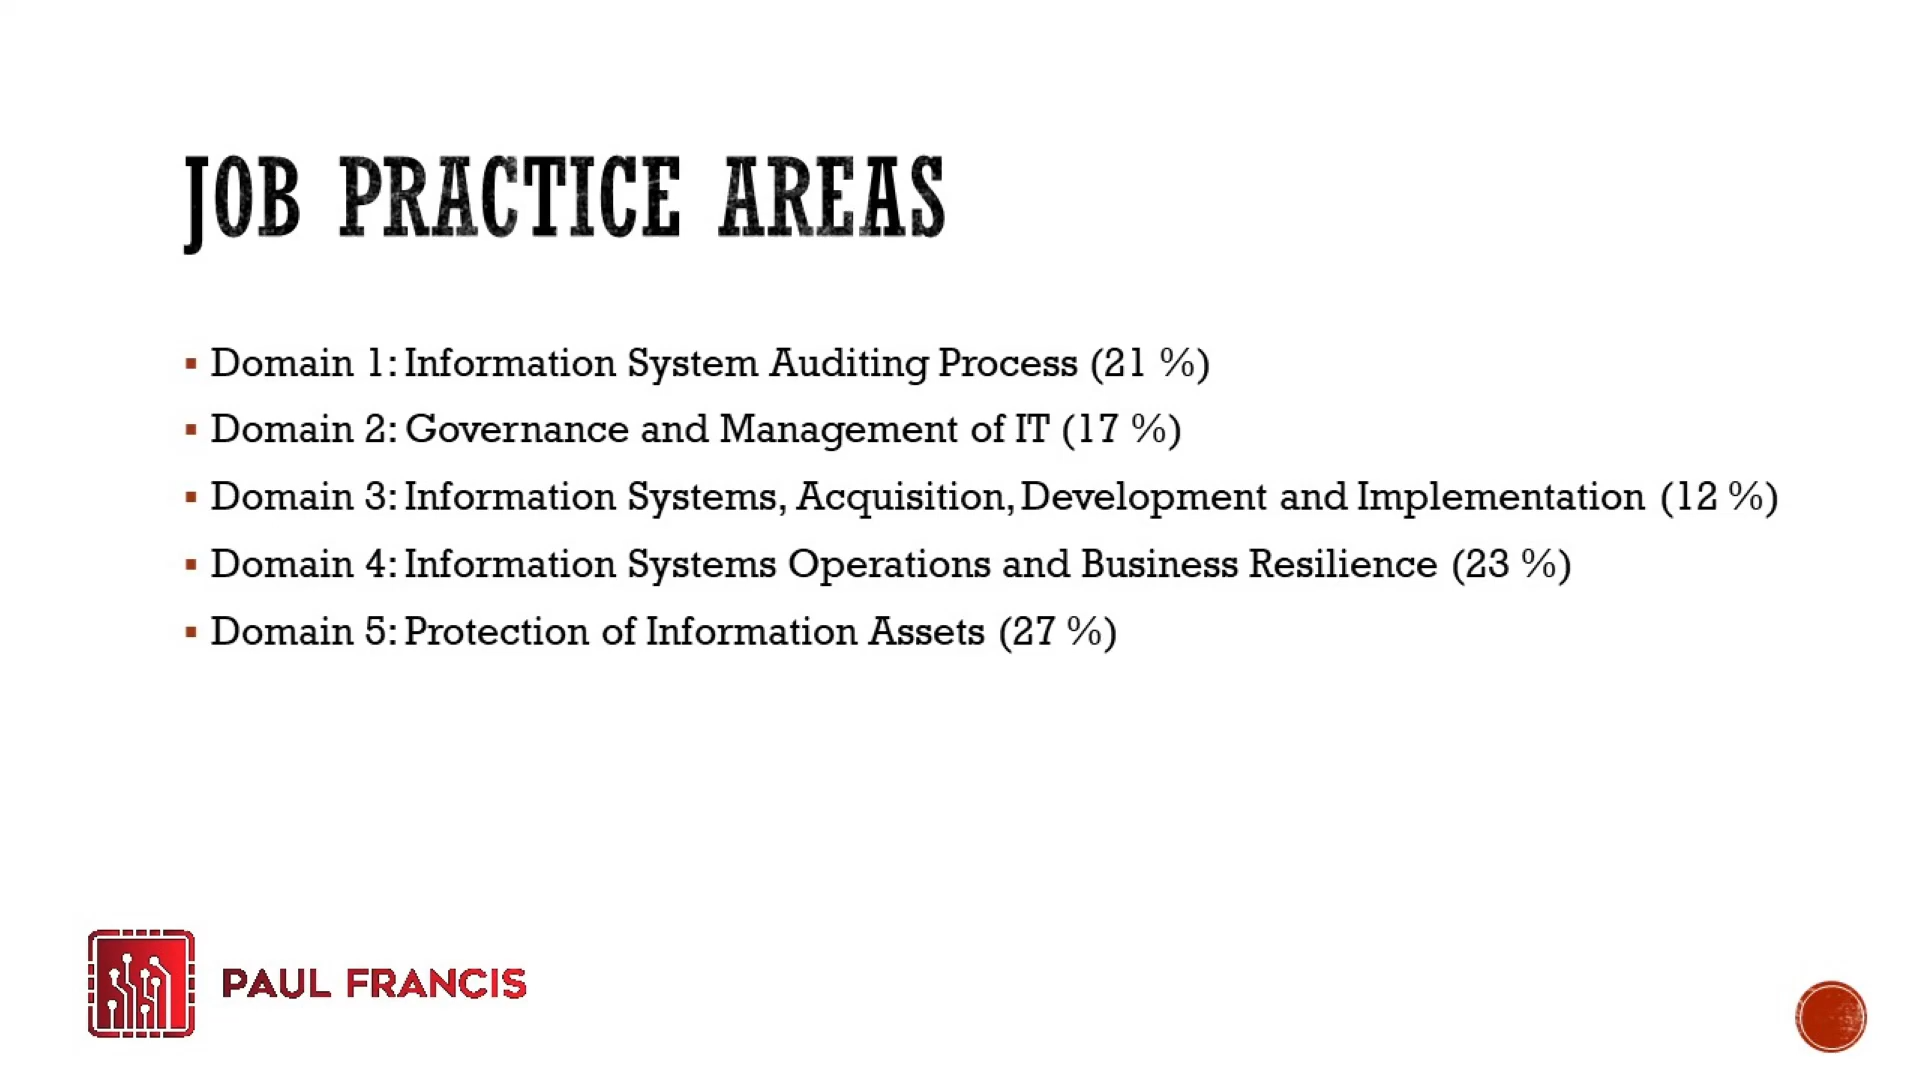 JOB PRACTICE AREAS
▪ Domain 1: Information System Auditing Process (21 %)
▪ Domain 2: Governance and Management of IT (17 %)
▪ Domain 3: Information Systems, Acquisition, Development and Implementation (12 %)
▪ Domain 4: Information Systems Operations and Business Resilience (23 %)
▪ Domain 5: Protection of Information Assets (27 %)
PAUL FRANCIS